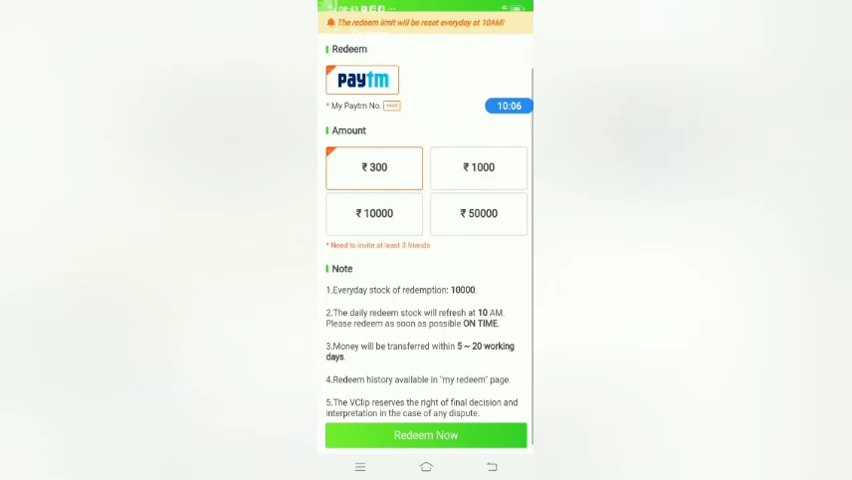 08:43
The redeem limit will be reset everyday at 10AM!
Redeem
paytm
* My Paytm No.
10:06
Amount
₹ 300
₹ 1000
₹ 10000
₹ 50000
* Need to invite at least 3 friends
Note
1.Everyday stock of redemption: 10000.
2.The daily redeem stock will refresh at 10 AM.
Please redeem as soon as possible ON TIME.
3.Money will be transferred within 5 ~ 20 working
days.
4.Redeem history available in "my redeem" page.
5.The VClip reserves the right of final decision and
interpretation in the case of any dispute.
Redeem Now